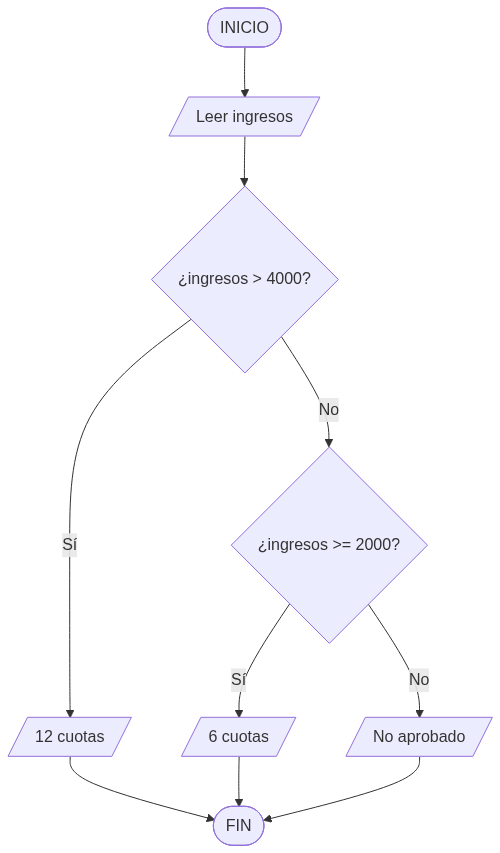 INICIO
Leer ingresos
¿ingresos > 4000?
No
¿ingresos >= 2000?
Sí
Sí
No
12 cuotas
6 cuotas
No aprobado
FIN